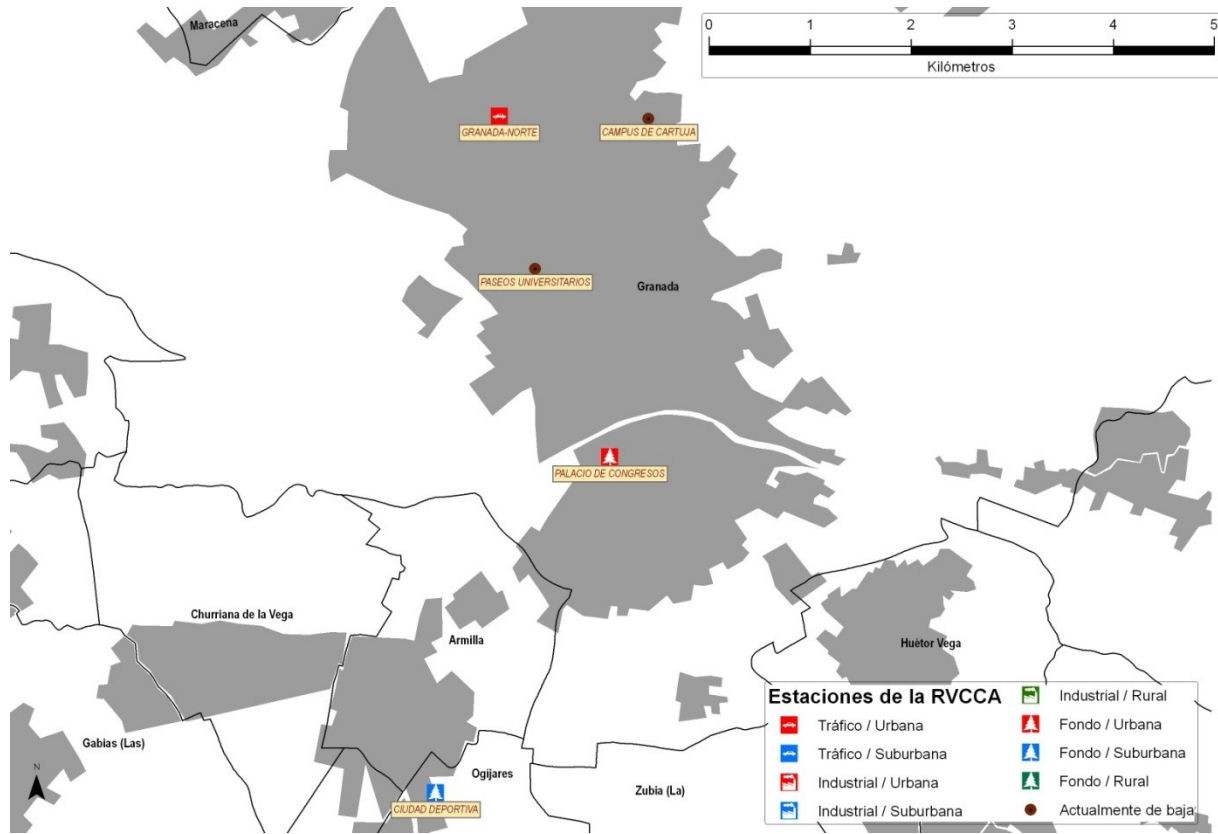 Maracena
0 1 2 3 4 5
Kilómetros
GRANADA-NORTE
CAMPUS DE CARTUJA
PASEOS UNIVERSITARIOS
Granada
PALACIO DE CONGRESOS
Churriana de la Vega
Armilla
Huètor Vega
Gabias (Las)
Ogíjares
Zubia (La)
N
CIUDAD DEPORTIVA
Estaciones de la RVCCA
Tráfico / Urbana
Tráfico / Suburbana
Industrial / Urbana
Industrial / Suburbana
Industrial / Rural
Fondo / Urbana
Fondo / Suburbana
Fondo / Rural
Actualmente de baja